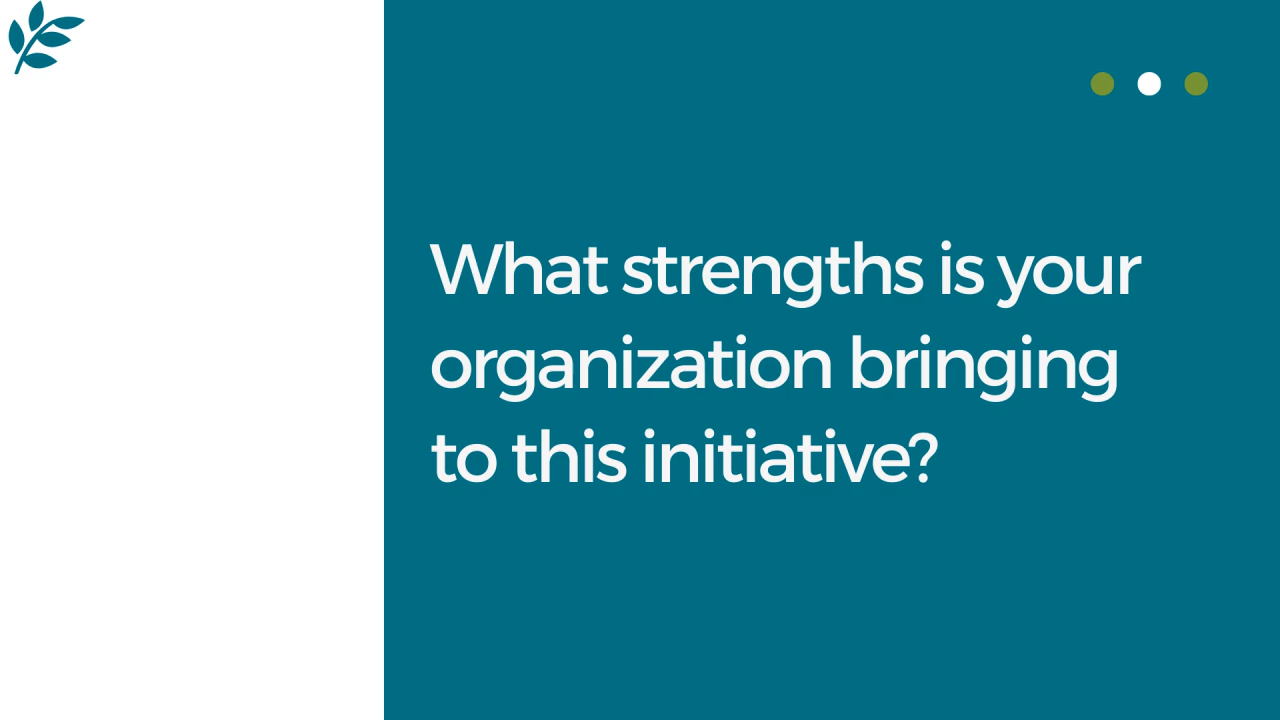 What strengths is your
organization bringing
to this initiative?